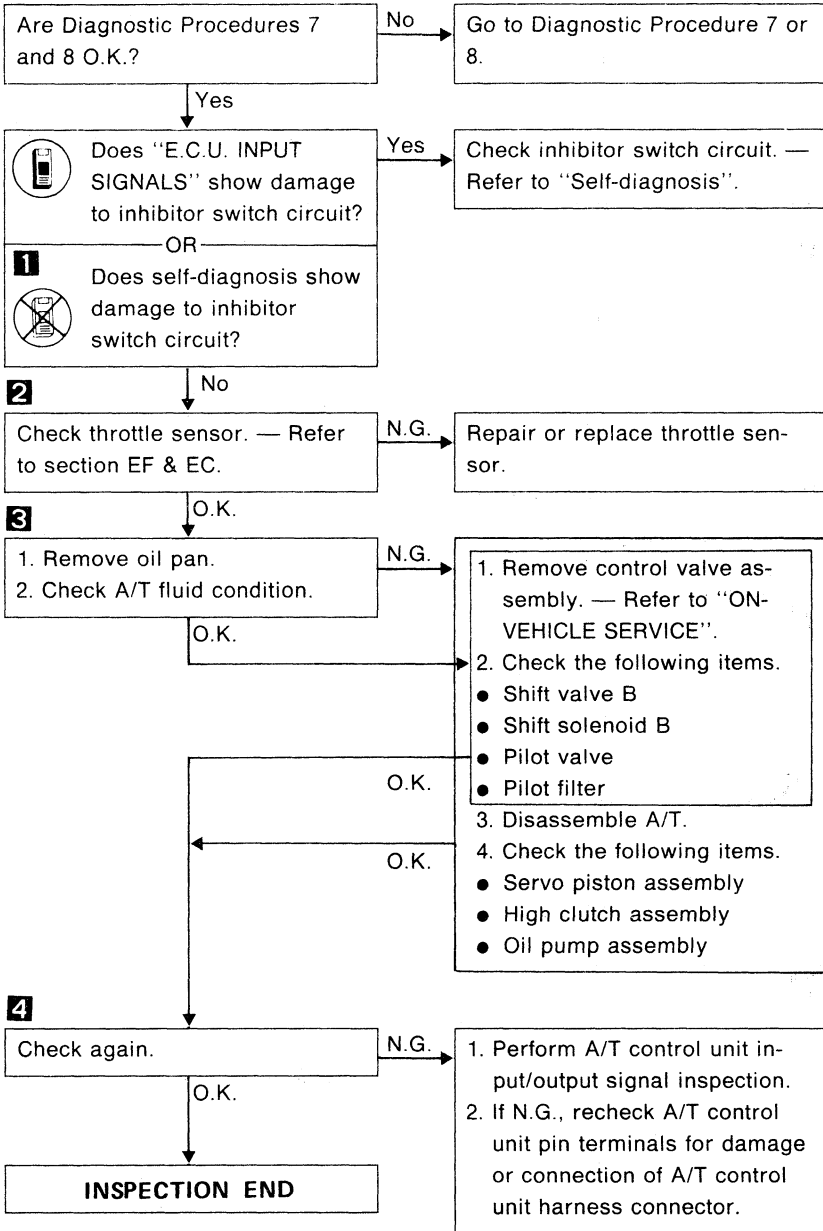 Are Diagnostic Procedures 7
and 8 O.K.?
No
Go to Diagnostic Procedure 7 or
8.
Yes
Does "E.C.U. INPUT
SIGNALS" show damage
to inhibitor switch circuit?
Yes
Check inhibitor switch circuit. —
Refer to "Self-diagnosis".
OR
1
Does self-diagnosis show
damage to inhibitor
switch circuit?
No
2
Check throttle sensor. — Refer
to section EF & EC.
N.G.
Repair or replace throttle sen-
sor.
O.K.
3
1. Remove oil pan.
2. Check A/T fluid condition.
N.G.
O.K.
1. Remove control valve as-
sembly. — Refer to "ON-
VEHICLE SERVICE".
2. Check the following items.
● Shift valve B
● Shift solenoid B
● Pilot valve
● Pilot filter
O.K.
3. Disassemble A/T.
4. Check the following items.
● Servo piston assembly
● High clutch assembly
● Oil pump assembly
O.K.
4
Check again.
N.G.
1. Perform A/T control unit in-
put/output signal inspection.
2. If N.G., recheck A/T control
unit pin terminals for damage
or connection of A/T control
unit harness connector.
O.K.
INSPECTION END